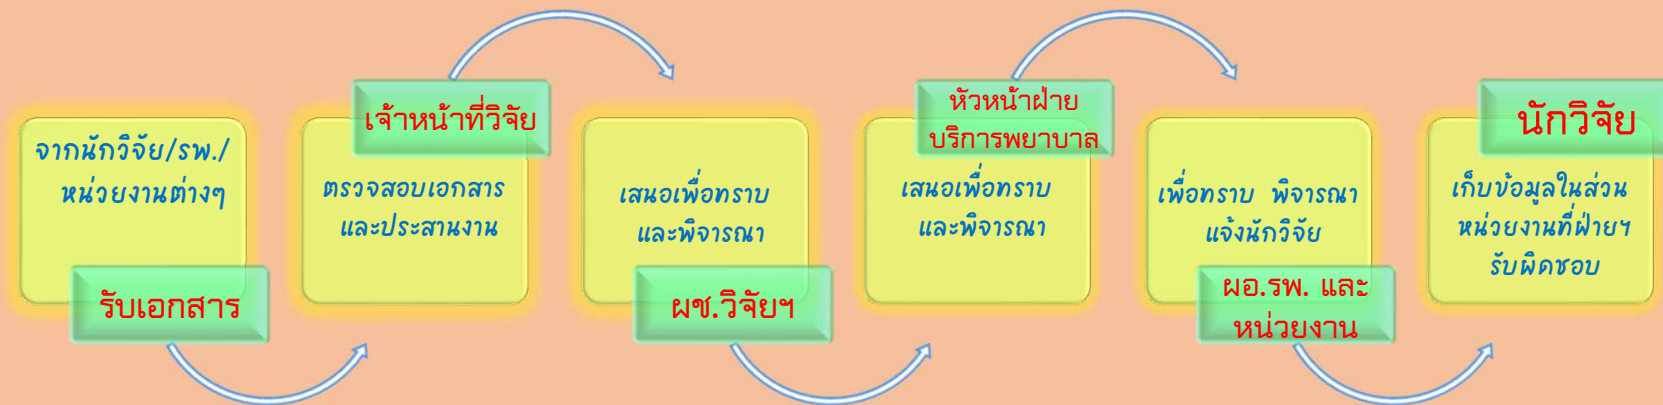 จากนักวิจัย/รพ./
หน่วยงานต่างๆ
รับเอกสาร
เจ้าหน้าที่วิจัย
ตรวจสอบเอกสาร
และประสานงาน
เสนอเพื่อทราบ
และพิจารณา
ผช.วิจัยฯ
หัวหน้าฝ่าย
บริการพยาบาล
เสนอเพื่อทราบ
และพิจารณา
เพื่อทราบ พิจารณา
แจ้งนักวิจัย
ผอ.รพ. และ
หน่วยงาน
นักวิจัย
เก็บข้อมูลในส่วน
หน่วยงานที่ฝ่ายฯ
รับผิดชอบ